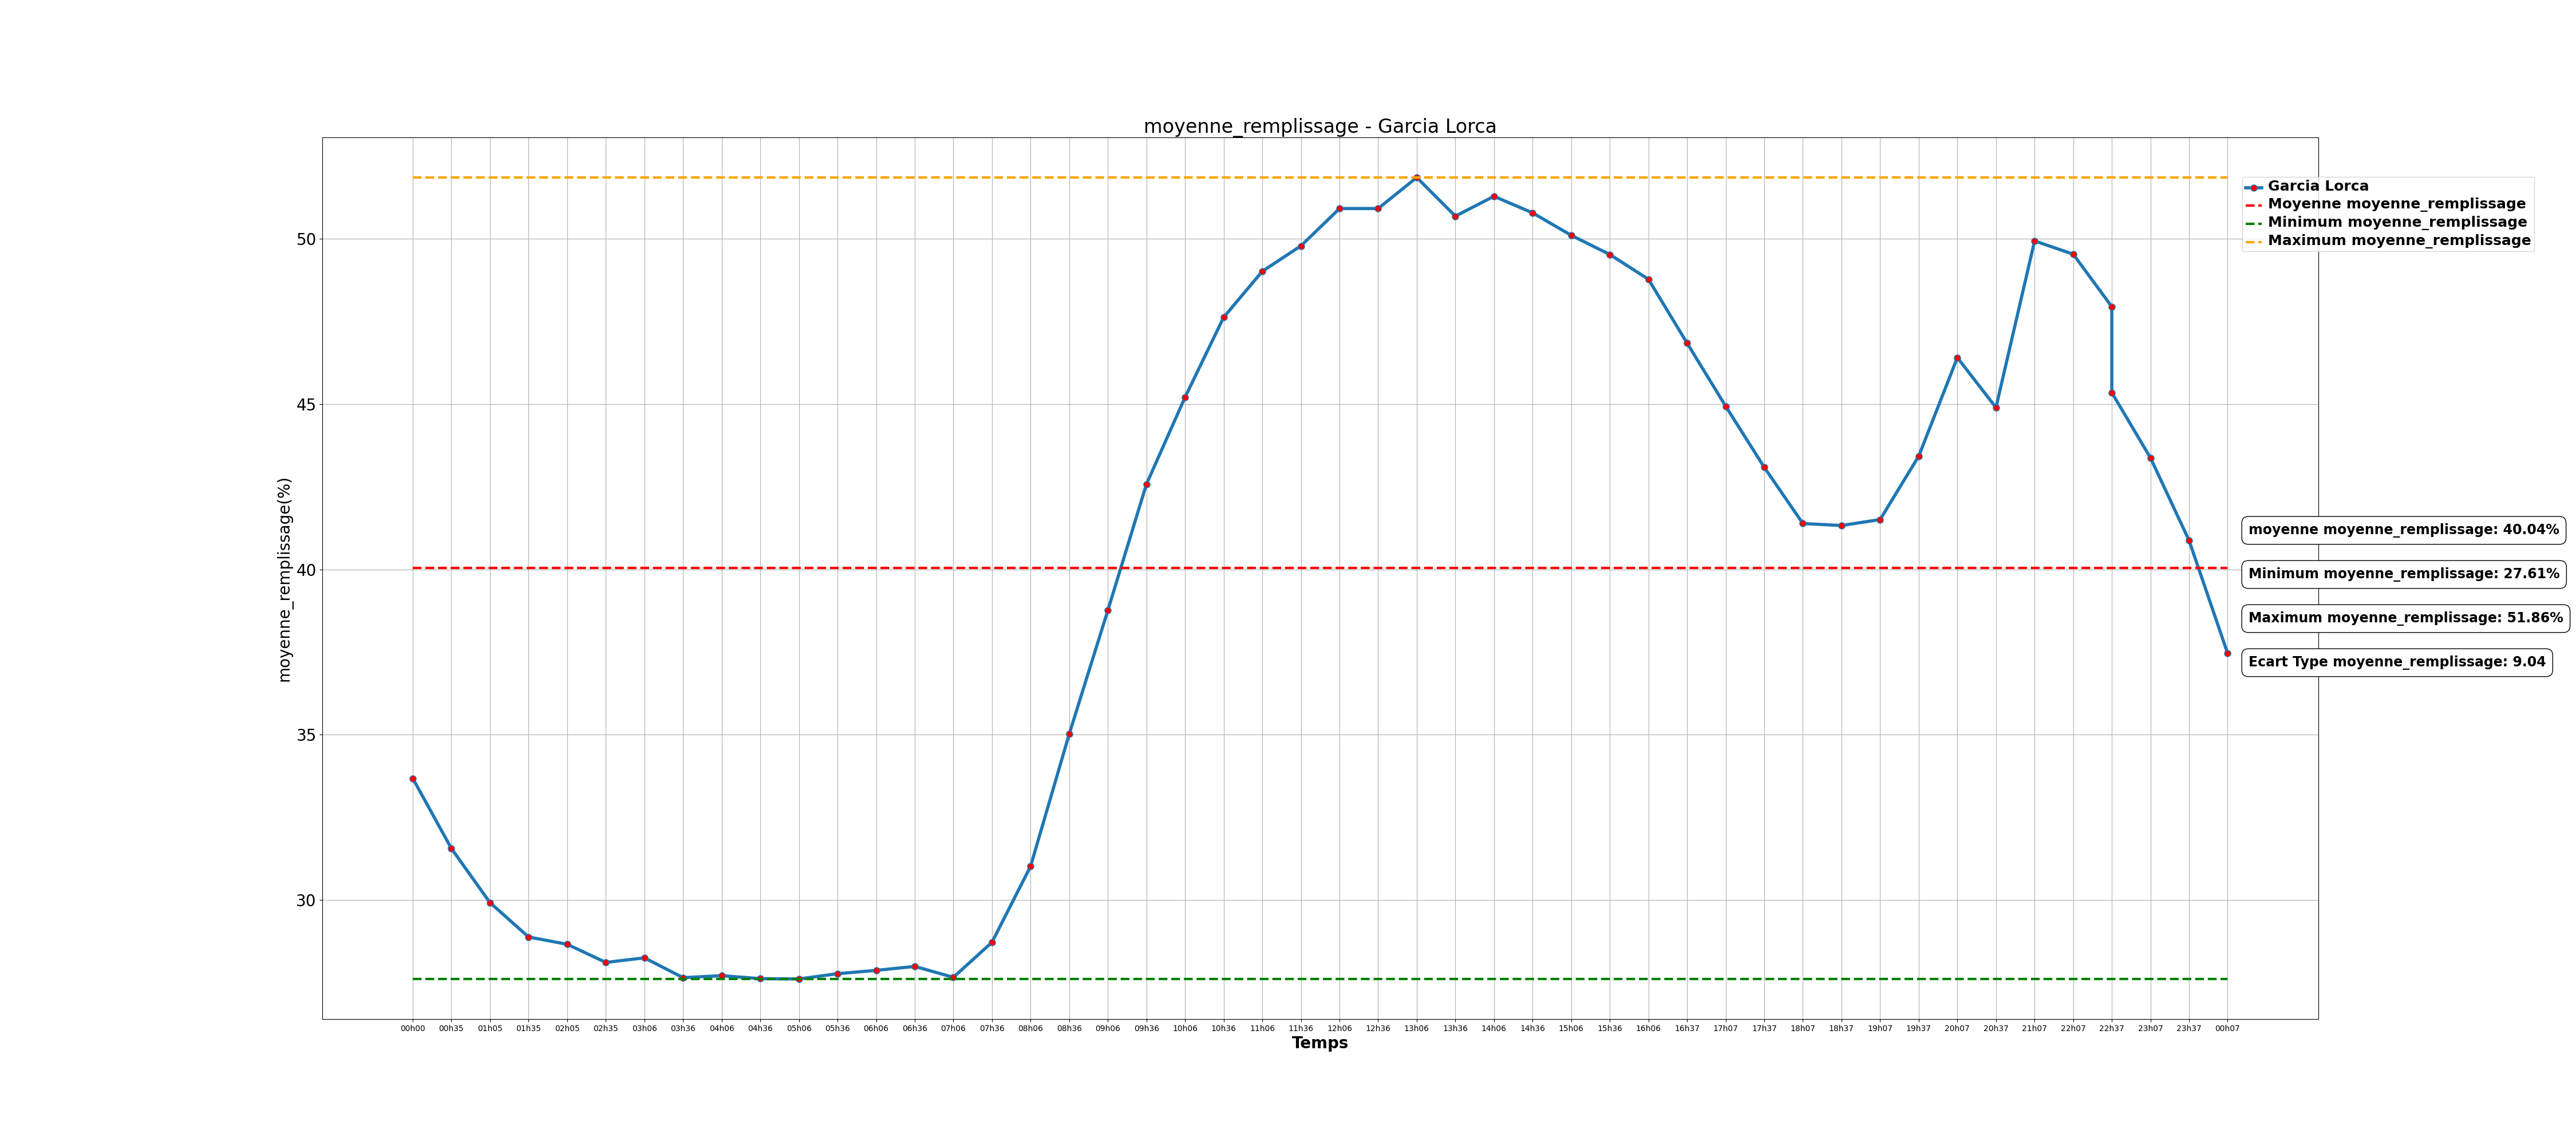 moyenne_remplissage - Garcia Lorca
Garcia Lorca
Moyenne moyenne_remplissage
Minimum moyenne_remplissage
Maximum moyenne_remplissage
50
45
40
35
30
moyenne_remplissage(%)
moyenne moyenne_remplissage: 40.04%
Minimum moyenne_remplissage: 27.61%
Maximum moyenne_remplissage: 51.86%
Ecart Type moyenne_remplissage: 9.04
00h00 00h35 01h05 01h35 02h05 02h35 03h06 03h36 04h06 04h36 05h06 05h36 06h06 06h36 07h06 07h36 08h06 08h36 09h06 09h36 10h06 10h36 11h06 11h36 12h06 12h36 13h06 13h36 14h06 14h36 15h06 15h36 16h06 16h37 17h07 17h37 18h07 18h37 19h07 19h37 20h07 20h37 21h07 22h07 22h37 23h07 23h37 00h07
Temps